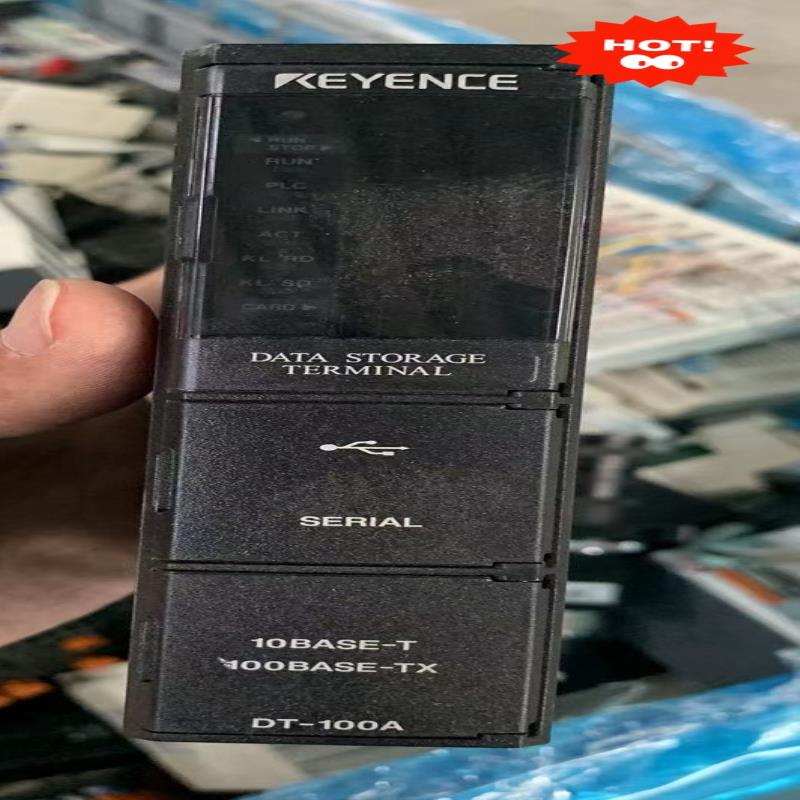 HOT!
KEYENCE
◄ RUN
STOP ►
RUN
PLC
LINK
ACT
KL RD
KL SD
CARD ►
DATA STORAGE
TERMINAL
SERIAL
10BASE-T
100BASE-TX
DT-100A